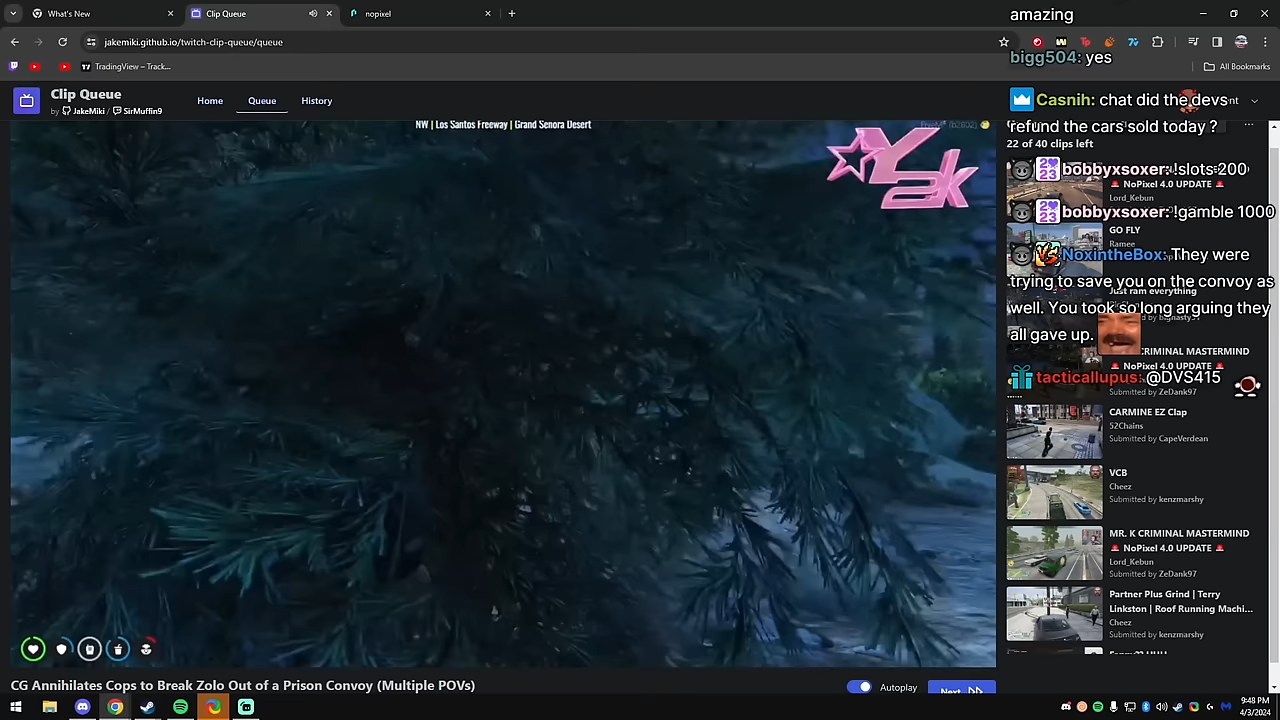 What's New
Clip Queue
nopixel
amazing
jakemiki.github.io/twitch-clip-queue/queue
bigg504: yes
TradingView – Track...
All Bookmarks
Clip Queue
by JakeMiki / SirMuffin9
Home
Queue
History
Casnih: chat did the devs
refund the cars sold today ?
22 of 40 clips left
NW | Los Santos Freeway | Grand Senora Desert
Y2k
bobbyxsoxer: !slots 200
NoPixel 4.0 UPDATE
Lord_Kebun
bobbyxsoxer: !gamble 1000
GO FLY
Ramee
NoxintheBox: They were
trying to save you on the convoy as
Just ram everything
well. You took so long arguing they
all gave up.
CRIMINAL MASTERMIND
NoPixel 4.0 UPDATE
tacticallupus: @DVS415
Submitted by ZeDank97
CARMINE EZ Clap
52Chains
Submitted by CapeVerdean
VCB
Cheez
Submitted by kenzmarshy
MR. K CRIMINAL MASTERMIND
NoPixel 4.0 UPDATE
Lord_Kebun
Submitted by ZeDank97
Partner Plus Grind | Terry
Linkston | Roof Running Machi...
Cheez
Submitted by kenzmarshy
CG Annihilates Cops to Break Zolo Out of a Prison Convoy (Multiple POVs)
Autoplay
Next
9:48 PM
4/3/2024